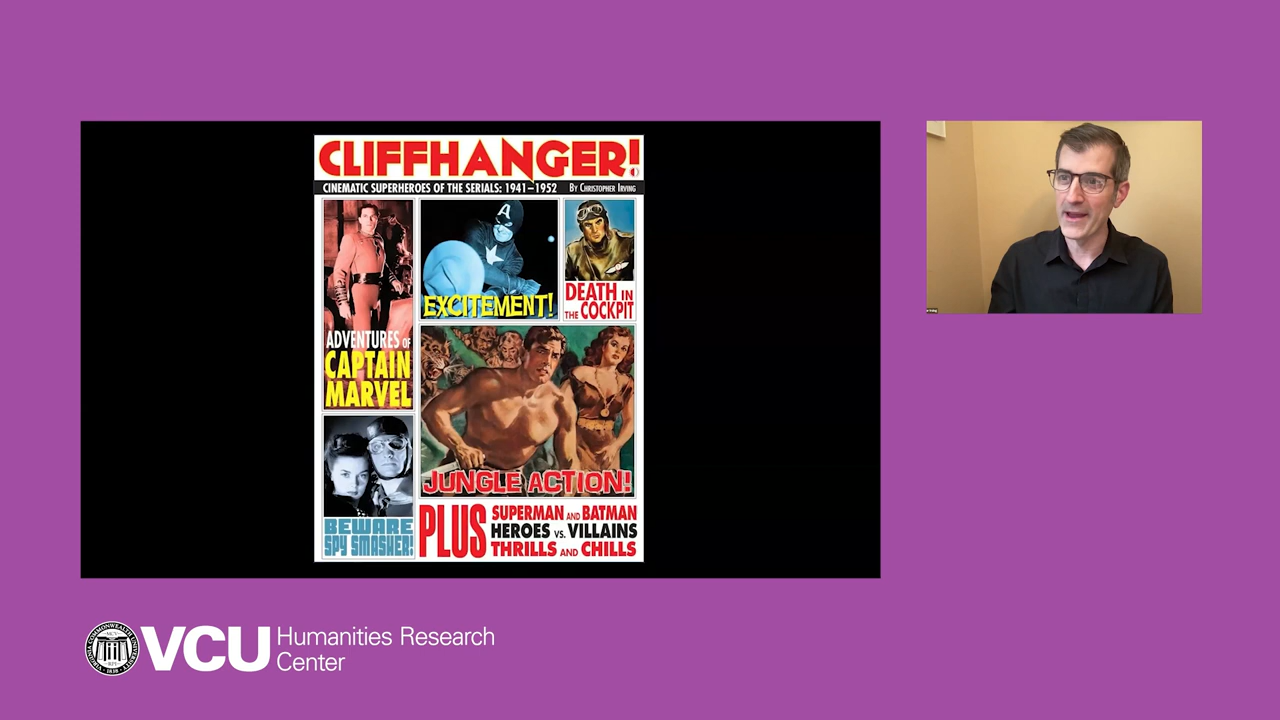 CLIFFHANGER!
CINEMATIC SUPERHEROES OF THE SERIALS: 1941–1952 BY CHRISTOPHER IRVING
ADVENTURES OF
CAPTAIN
MARVEL
A
EXCITEMENT!
DEATH IN
THE COCKPIT
JUNGLE ACTION!
BEWARE
SPY SMASHER!
PLUS
SUPERMAN AND BATMAN
HEROES VS. VILLAINS
THRILLS AND CHILLS
VCU
Humanities Research
Center